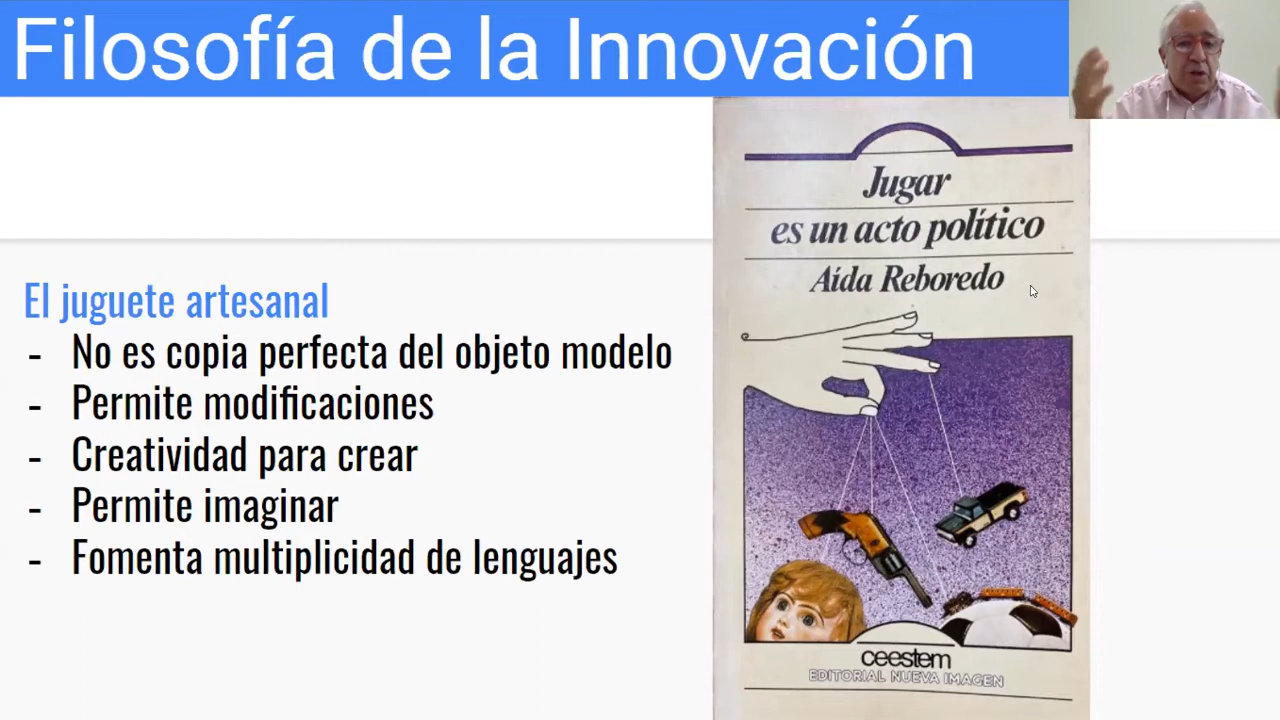 Filosofía de la Innovación
El juguete artesanal
- No es copia perfecta del objeto modelo
- Permite modificaciones
- Creatividad para crear
- Permite imaginar
- Fomenta multiplicidad de lenguajes
Jugar
es un acto político
Aída Reboredo
ceestem
EDITORIAL NUEVA IMAGEN